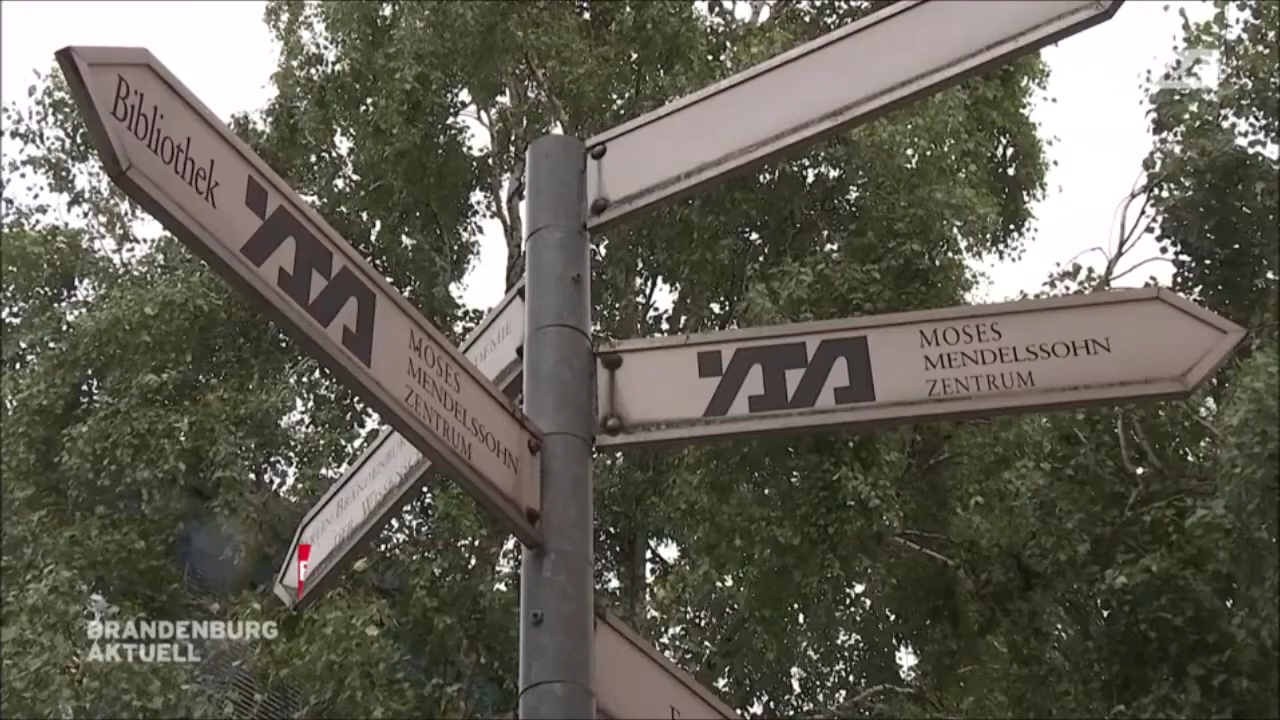 Bibliothek
MOSES
MENDELSSOHN
ZENTRUM
MOSES
MENDELSSOHN
ZENTRUM
BRANDENBURG
AKTUELL